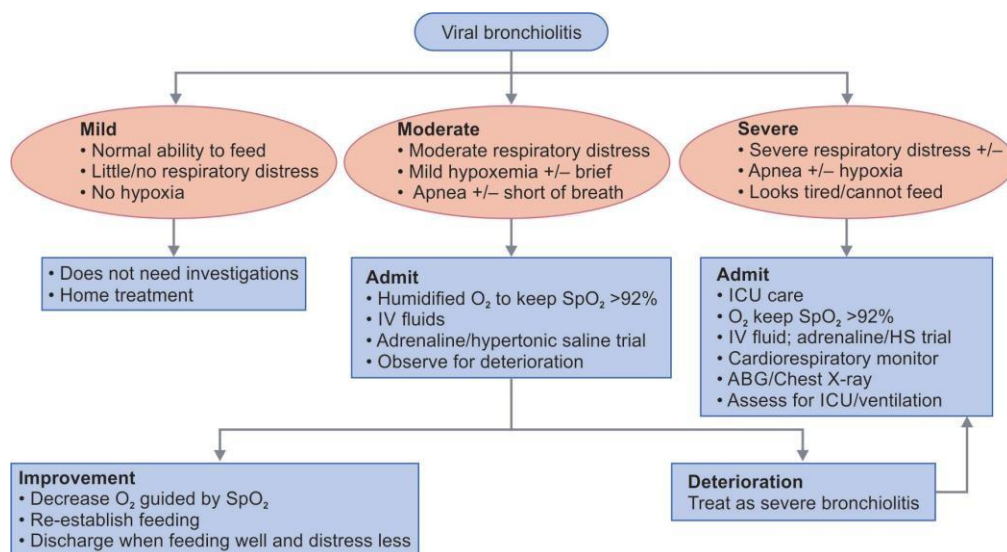 Viral bronchiolitis
Mild
• Normal ability to feed
• Little/no respiratory distress
• No hypoxia
Moderate
• Moderate respiratory distress
• Mild hypoxemia +/– brief
• Apnea +/– short of breath
Severe
• Severe respiratory distress +/–
• Apnea +/– hypoxia
• Looks tired/cannot feed
• Does not need investigations
• Home treatment
Admit
• Humidified O₂ to keep SpO₂ >92%
• IV fluids
• Adrenaline/hypertonic saline trial
• Observe for deterioration
Admit
• ICU care
• O₂ keep SpO₂ >92%
• IV fluid; adrenaline/HS trial
• Cardiorespiratory monitor
• ABG/Chest X-ray
• Assess for ICU/ventilation
Improvement
• Decrease O₂ guided by SpO₂
• Re-establish feeding
• Discharge when feeding well and distress less
Deterioration
Treat as severe bronchiolitis